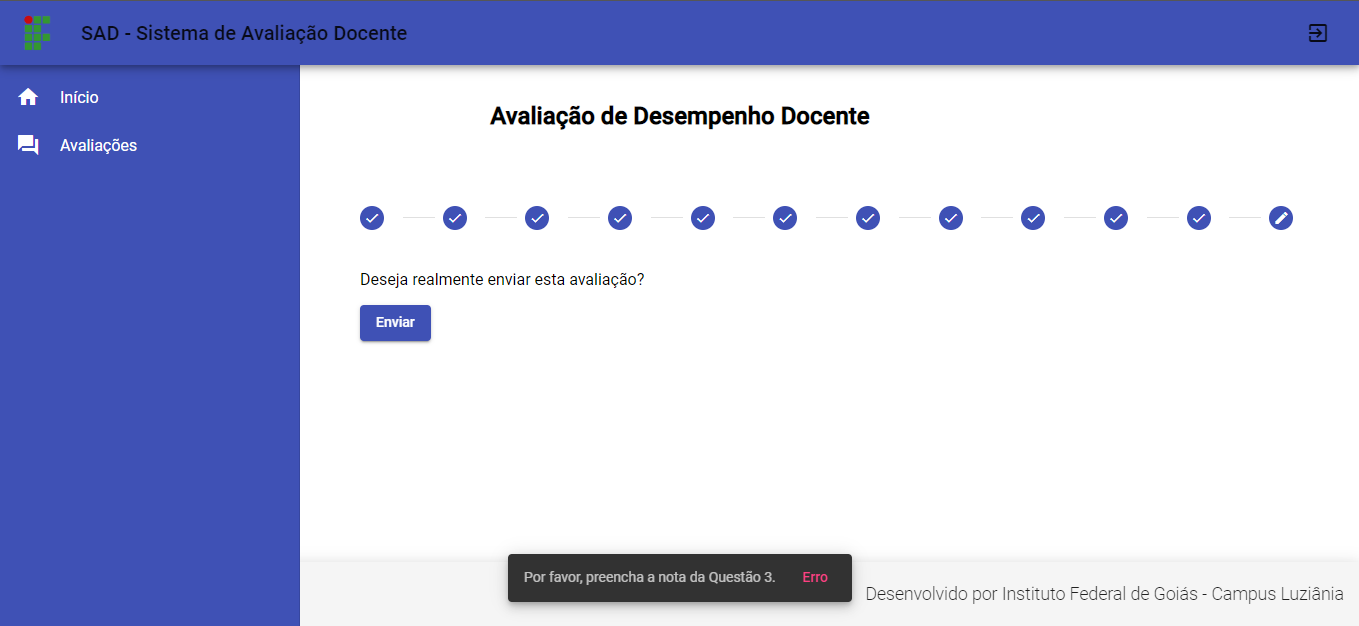 SAD - Sistema de Avaliação Docente
Início
Avaliações
Avaliação de Desempenho Docente
Deseja realmente enviar esta avaliação?
Enviar
Por favor, preencha a nota da Questão 3. Erro
Desenvolvido por Instituto Federal de Goiás - Campus Luziânia